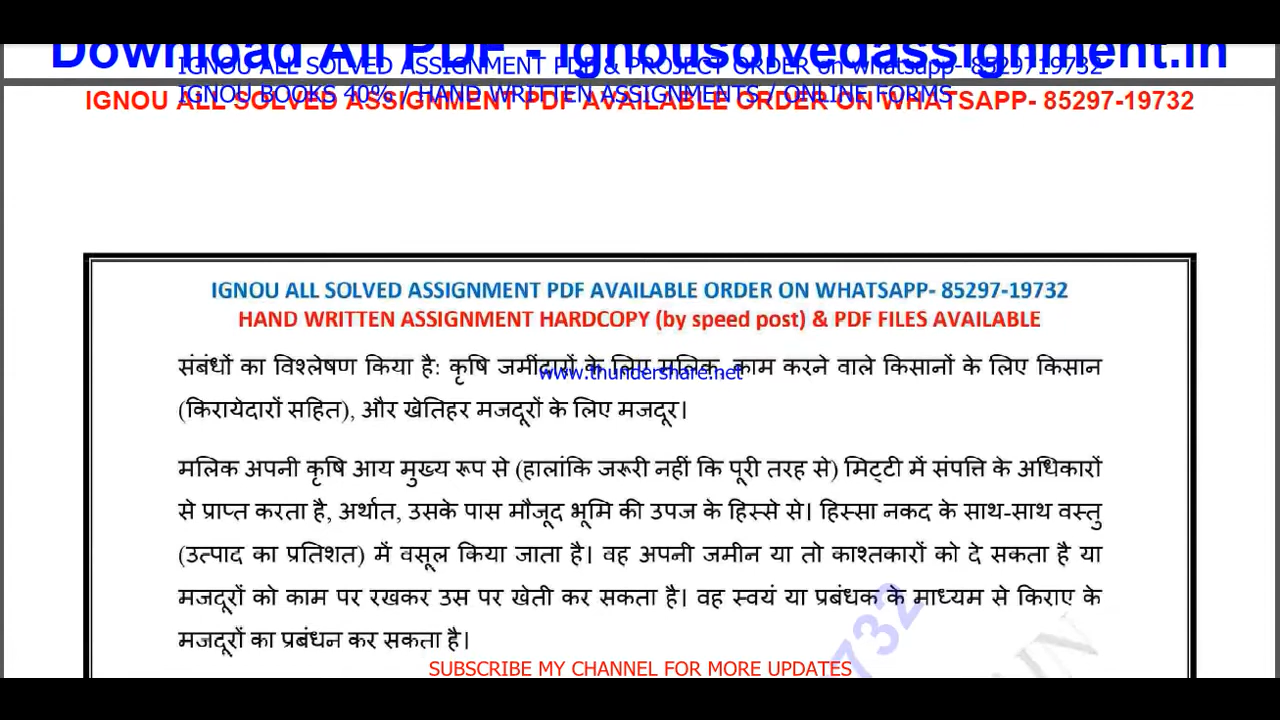 Download All PDF - ignousolvedassignment.in
IGNOU ALL SOLVED ASSIGNMENT PDF & PROJECT ORDER on whatsapp- 8529719732
IGNOU BOOKS 40% / HAND WRITTEN ASSIGNMENTS / ONLINE FORMS
IGNOU ALL SOLVED ASSIGNMENT PDF AVAILABLE ORDER ON WHATSAPP- 85297-19732
IGNOU ALL SOLVED ASSIGNMENT PDF AVAILABLE ORDER ON WHATSAPP- 85297-19732
HAND WRITTEN ASSIGNMENT HARDCOPY (by speed post) & PDF FILES AVAILABLE
संबंधों का विश्लेषण किया है: कृषि जमींदारों के लिए मलिक, काम करने वाले किसानों के लिए किसान
www.thundershare.net
(किरायेदारों सहित), और खेतिहर मजदूरों के लिए मजदूर।
मलिक अपनी कृषि आय मुख्य रूप से (हालांकि जरूरी नहीं कि पूरी तरह से) मिट्टी में संपत्ति के अधिकारों
से प्राप्त करता है, अर्थात, उसके पास मौजूद भूमि की उपज के हिस्से से। हिस्सा नकद के साथ-साथ वस्तु
(उत्पाद का प्रतिशत) में वसूल किया जाता है। वह अपनी जमीन या तो काश्तकारों को दे सकता है या
मजदूरों को काम पर रखकर उस पर खेती कर सकता है। वह स्वयं या प्रबंधक के माध्यम से किराए के
मजदूरों का प्रबंधन कर सकता है।
SUBSCRIBE MY CHANNEL FOR MORE UPDATES